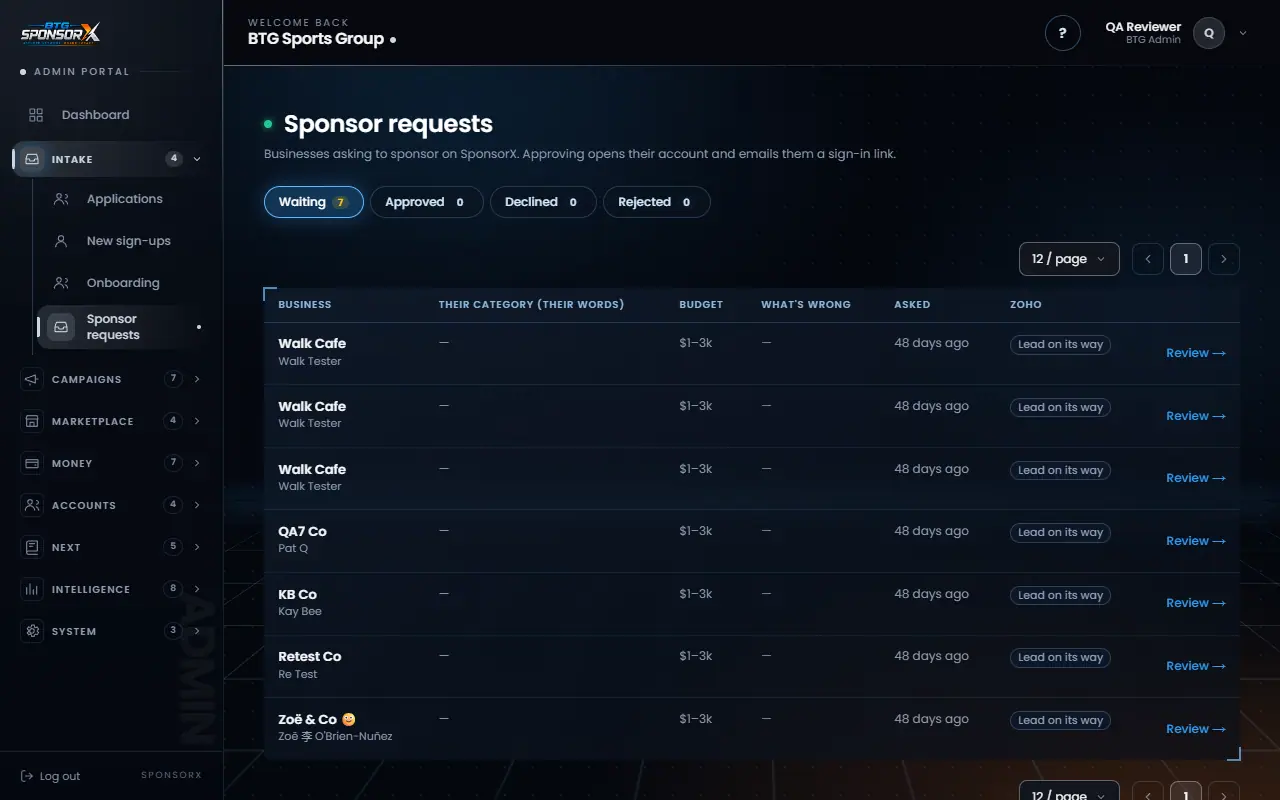 BTG
SPONSORX
WELCOME BACK
BTG Sports Group
?
QA Reviewer
BTG Admin
Q
ADMIN PORTAL
Dashboard
INTAKE 4
Applications
New sign-ups
Onboarding
Sponsor
requests
CAMPAIGNS 7
MARKETPLACE 4
MONEY 7
ACCOUNTS 4
NEXT 5
INTELLIGENCE 8
SYSTEM 3
ADMIN
Log out
SPONSORX
Sponsor requests
Businesses asking to sponsor on SponsorX. Approving opens their account and emails them a sign-in link.
Waiting 7 Approved 0 Declined 0 Rejected 0
12 / page 1
BUSINESS THEIR CATEGORY (THEIR WORDS) BUDGET WHAT'S WRONG ASKED ZOHO
Walk Cafe — $1–3k — 48 days ago Lead on its way Review →
Walk Tester
Walk Cafe — $1–3k — 48 days ago Lead on its way Review →
Walk Tester
Walk Cafe — $1–3k — 48 days ago Lead on its way Review →
Walk Tester
QA7 Co — $1–3k — 48 days ago Lead on its way Review →
Pat Q
KB Co — $1–3k — 48 days ago Lead on its way Review →
Kay Bee
Retest Co — $1–3k — 48 days ago Lead on its way Review →
Re Test
Zoë & Co 😀 — $1–3k — 48 days ago Lead on its way Review →
Zoë 李 O'Brien-Nuñez
12 / page 1